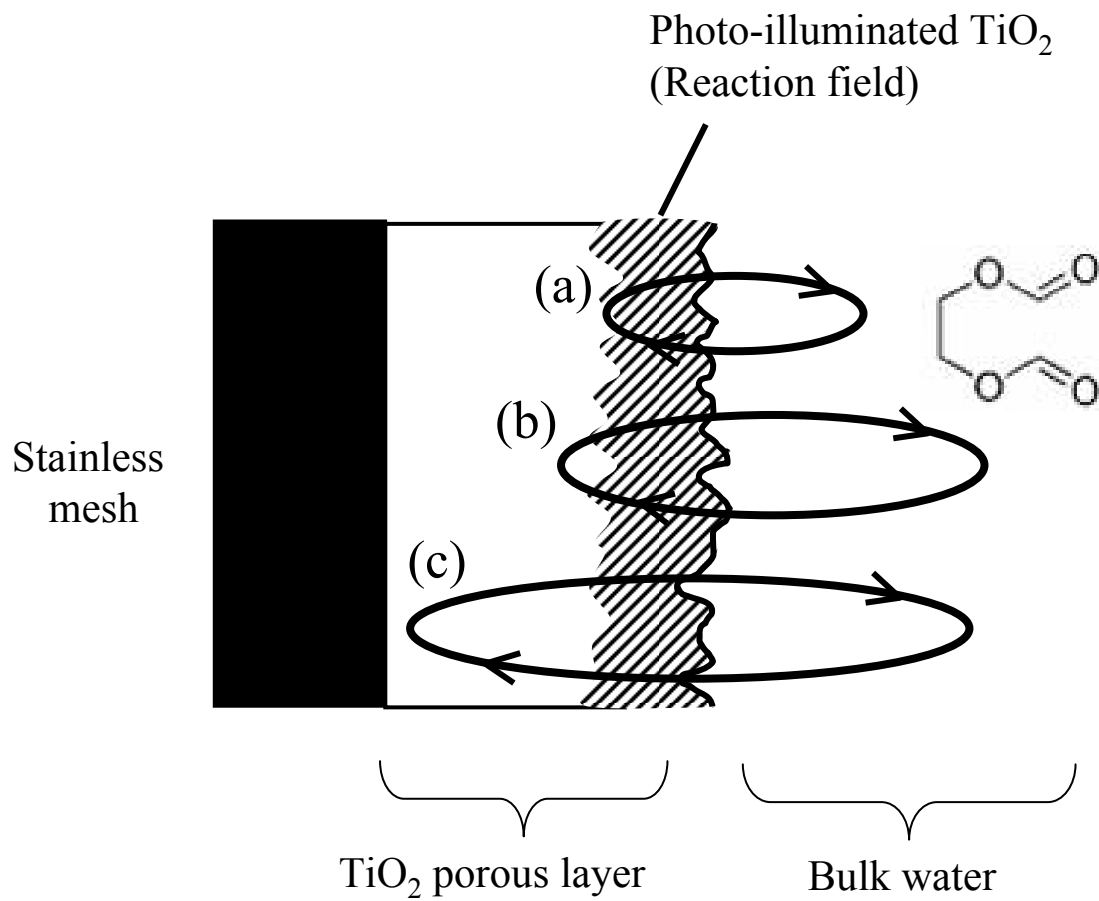 Photo-illuminated TiO₂
(Reaction field)
(a)
O
O
(b)
O
O
Stainless
mesh
(c)
TiO₂ porous layer
Bulk water